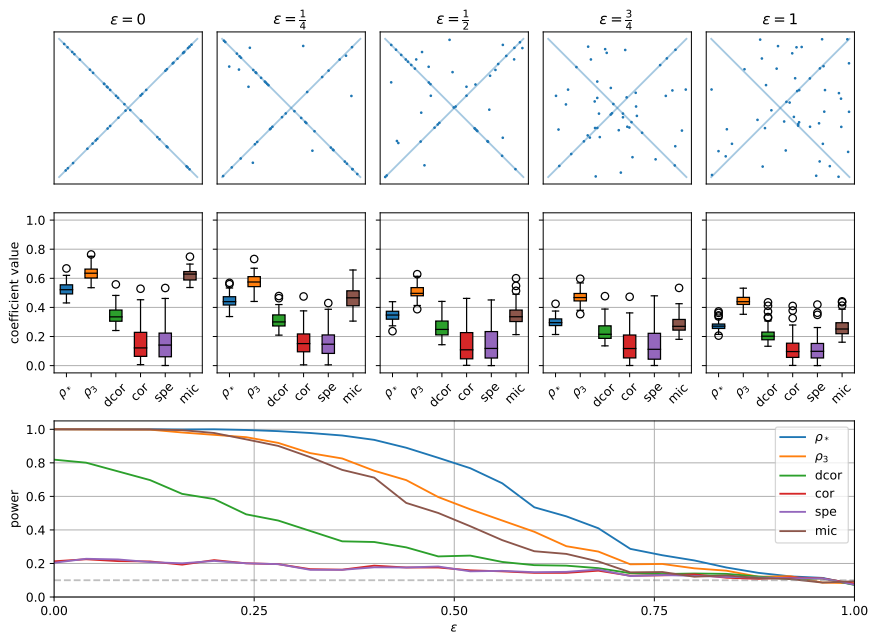 ε = 0 ε = 1/4 ε = 1/2 ε = 3/4 ε = 1
coefficient value
1.0
0.8
0.6
0.4
0.2
0.0
ρ* ρ3 dcor cor spe mic ρ* ρ3 dcor cor spe mic ρ* ρ3 dcor cor spe mic ρ* ρ3 dcor cor spe mic ρ* ρ3 dcor cor spe mic
power
1.0
0.8
0.6
0.4
0.2
0.0
ρ*
ρ3
dcor
cor
spe
mic
0.00 0.25 0.50 0.75 1.00
ε